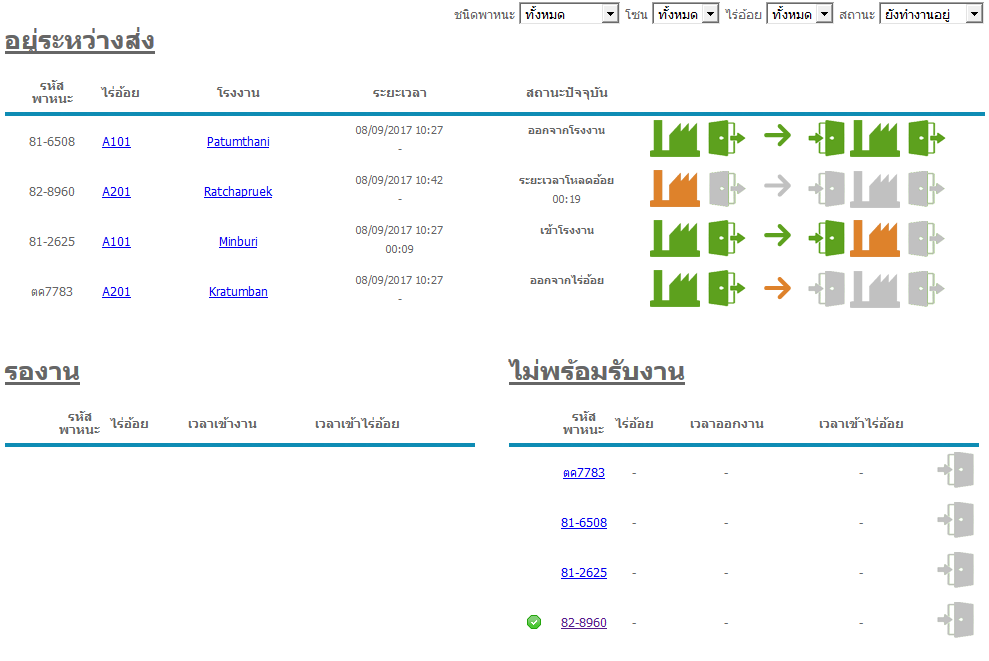 ชนิดพาหนะ ทั้งหมด โซน ทั้งหมด ไร่อ้อย ทั้งหมด สถานะ ยังทำงานอยู่
อยู่ระหว่างส่ง
รหัส
พาหนะ ไร่อ้อย โรงงาน ระยะเวลา สถานะปัจจุบัน
81-6508 A101 Patumthani 08/09/2017 10:27 ออกจากโรงงาน
-
82-8960 A201 Ratchapruek 08/09/2017 10:42 ระยะเวลาโหลดอ้อย
- 00:19
81-2625 A101 Minburi 08/09/2017 10:27 เข้าโรงงาน
00:09
ตค7783 A201 Kratumban 08/09/2017 10:27 ออกจากไร่อ้อย
-
รองาน
รหัส
พาหนะ ไร่อ้อย เวลาเข้างาน เวลาเข้าไร่อ้อย
ไม่พร้อมรับงาน
รหัส
พาหนะ ไร่อ้อย เวลาออกงาน เวลาเข้าไร่อ้อย
ตค7783 - - -
81-6508 - - -
81-2625 - - -
82-8960 - - -